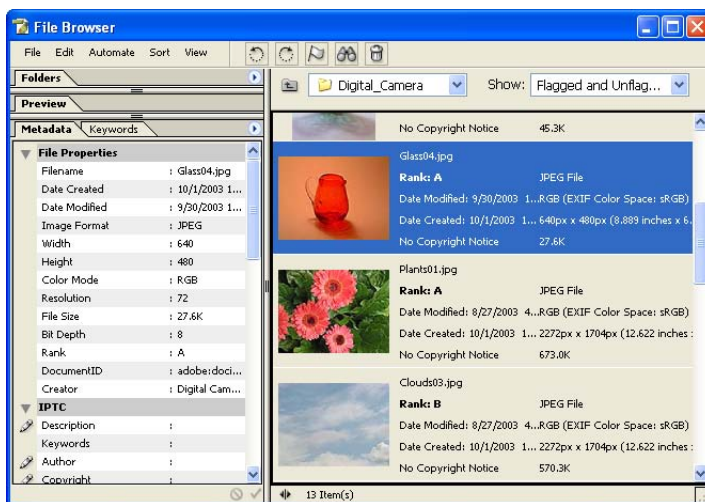 File Browser
File Edit Automate Sort View
Folders
Digital_Camera Show: Flagged and Unflag...
Preview
Metadata Keywords
File Properties
Filename : Glass04.jpg
Date Created : 10/1/2003 1...
Date Modified : 9/30/2003 1...
Image Format : JPEG
Width : 640
Height : 480
Color Mode : RGB
Resolution : 72
File Size : 27.6K
Bit Depth : 8
Rank : A
DocumentID : adobe:doci...
Creator : Digital Cam...
IPTC
Description :
Keywords :
Author :
Copyright :
No Copyright Notice 45.3K
Glass04.jpg
Rank: A JPEG File
Date Modified: 9/30/2003 1...RGB (EXIF Color Space: sRGB)
Date Created: 10/1/2003 1... 640px x 480px (8.889 inches x 6.
No Copyright Notice 27.6K
Plants01.jpg
Rank: A JPEG File
Date Modified: 8/27/2003 4...RGB (EXIF Color Space: sRGB)
Date Created: 10/1/2003 1... 2272px x 1704px (12.622 inches :
No Copyright Notice 673.0K
Clouds03.jpg
Rank: B JPEG File
Date Modified: 8/27/2003 4...RGB (EXIF Color Space: sRGB)
Date Created: 10/1/2003 1... 2272px x 1704px (12.622 inches :
No Copyright Notice 570.3K
13 Item(s)